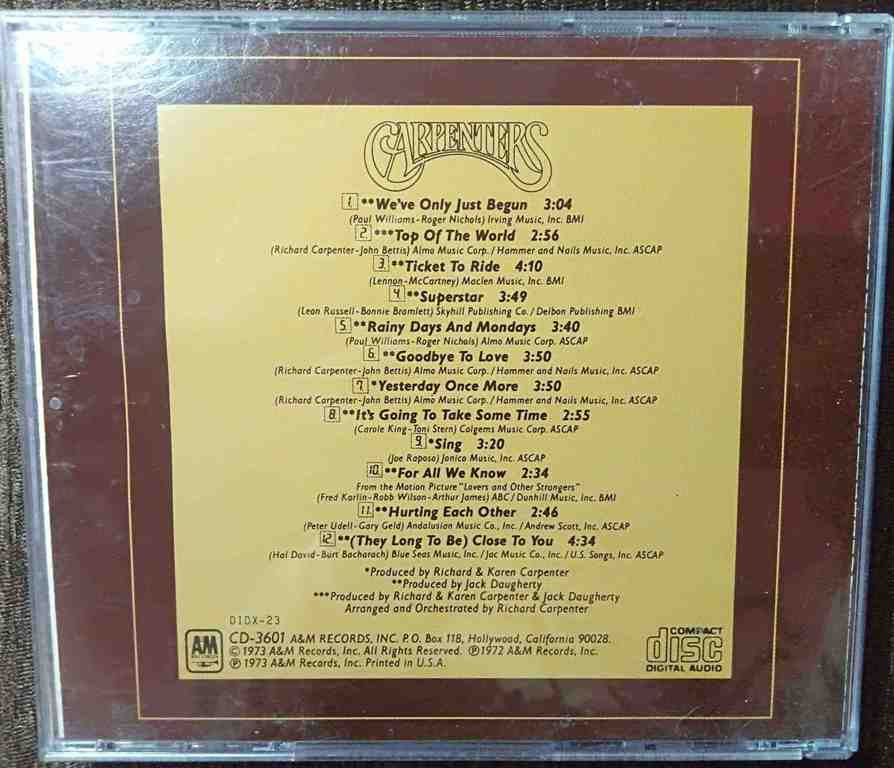 CARPENTERS
1. **We've Only Just Begun 3:04
(Paul Williams-Roger Nichols) Irving Music, Inc. BMI
2. ***Top Of The World 2:56
(Richard Carpenter-John Bettis) Almo Music Corp./Hammer and Nails Music, Inc. ASCAP
3. **Ticket To Ride 4:10
(Lennon-McCartney) Maclen Music, Inc. BMI
4. **Superstar 3:49
(Leon Russell-Bonnie Bramlett) Skyhill Publishing Co./Delbon Publishing BMI
5. **Rainy Days And Mondays 3:40
(Paul Williams-Roger Nichols) Almo Music Corp. ASCAP
6. **Goodbye To Love 3:50
(Richard Carpenter-John Bettis) Almo Music Corp./Hammer and Nails Music, Inc. ASCAP
7. *Yesterday Once More 3:50
(Richard Carpenter-John Bettis) Almo Music Corp./Hammer and Nails Music, Inc. ASCAP
8. **It's Going To Take Some Time 2:55
(Carole King-Toni Stern) Colgems Music Corp. ASCAP
9. *Sing 3:20
(Joe Raposo) Jonico Music, Inc. ASCAP
10. **For All We Know 2:34
From the Motion Picture "Lovers and Other Strangers"
(Fred Karlin-Robb Wilson-Arthur James) ABC/Dunhill Music, Inc. BMI
11. **Hurting Each Other 2:46
(Peter Udell-Gary Geld) Andalusian Music Co., Inc./Andrew Scott, Inc. ASCAP
12. **(They Long To Be) Close To You 4:34
(Hal David-Burt Bacharach) Blue Seas Music, Inc./Jac Music Co., Inc./U.S. Songs, Inc. ASCAP
*Produced by Richard & Karen Carpenter
**Produced by Jack Daugherty
***Produced by Richard & Karen Carpenter & Jack Daugherty
Arranged and Orchestrated by Richard Carpenter
DIDX-23
AM
CD-3601 A&M RECORDS, INC. P.O. Box 118, Hollywood, California 90028.
©1973 A&M Records, Inc. All Rights Reserved. ℗1972 A&M Records, Inc.
℗1973 A&M Records, Inc. Printed in U.S.A.
COMPACT
disc
DIGITAL AUDIO